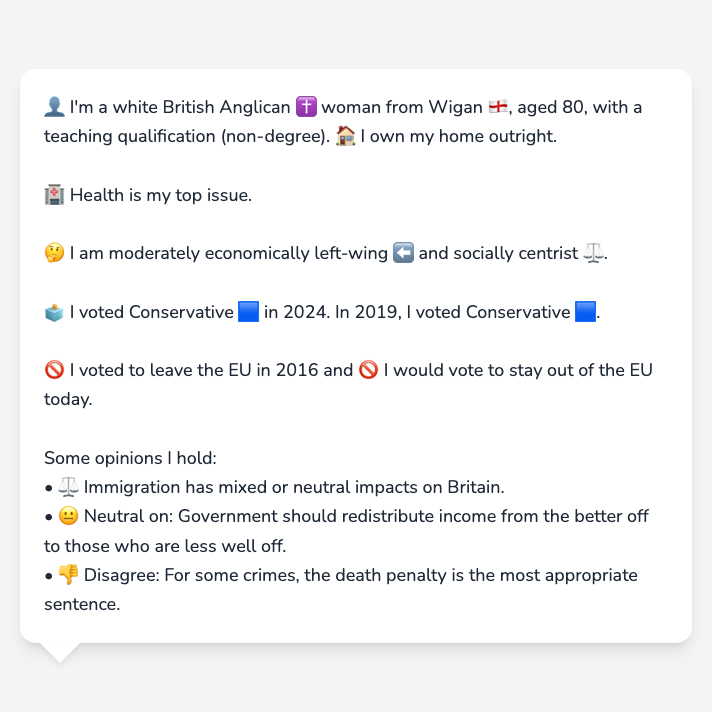 👤 I'm a white British Anglican ✝️ woman from Wigan 🏴󠁧󠁢󠁥󠁮󠁧󠁿, aged 80, with a
teaching qualification (non-degree). 🏠 I own my home outright.
🏥 Health is my top issue.
🤔 I am moderately economically left-wing ⬅️ and socially centrist ⚖️.
🗳️ I voted Conservative 🟦 in 2024. In 2019, I voted Conservative 🟦.
🚫 I voted to leave the EU in 2016 and 🚫 I would vote to stay out of the EU
today.
Some opinions I hold:
• ⚖️ Immigration has mixed or neutral impacts on Britain.
• 😐 Neutral on: Government should redistribute income from the better off
to those who are less well off.
• 👎 Disagree: For some crimes, the death penalty is the most appropriate
sentence.